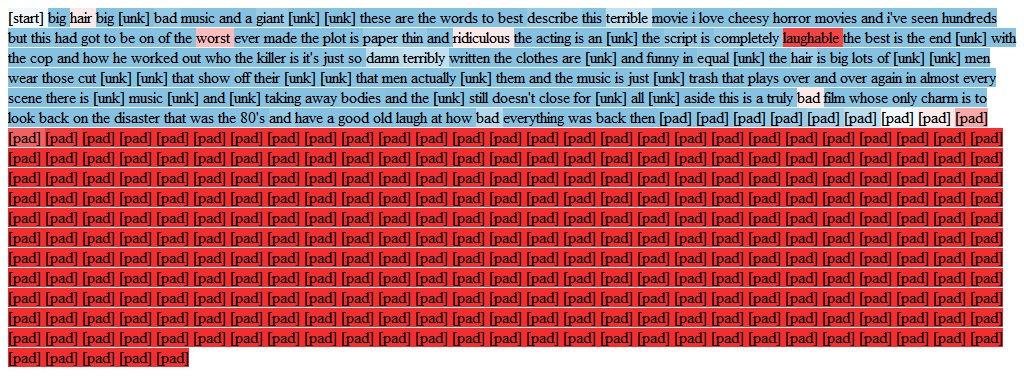 [start] big hair big [unk] bad music and a giant [unk] [unk] these are the words to best describe this terrible movie i love cheesy horror movies and i've seen hundreds
but this had got to be on of the worst ever made the plot is paper thin and ridiculous the acting is an [unk] the script is completely laughable the best is the end [unk] with
the cop and how he worked out who the killer is it's just so damn terribly written the clothes are [unk] and funny in equal [unk] the hair is big lots of [unk] [unk] men
wear those cut [unk] [unk] that show off their [unk] [unk] that men actually [unk] them and the music is just [unk] trash that plays over and over again in almost every
scene there is [unk] music [unk] and [unk] taking away bodies and the [unk] still doesn't close for [unk] all [unk] aside this is a truly bad film whose only charm is to
look back on the disaster that was the 80's and have a good old laugh at how bad everything was back then [pad] [pad] [pad] [pad] [pad] [pad] [pad] [pad] [pad]
[pad] [pad] [pad] [pad] [pad] [pad] [pad] [pad] [pad] [pad] [pad] [pad] [pad] [pad] [pad] [pad] [pad] [pad] [pad] [pad] [pad] [pad] [pad] [pad] [pad] [pad] [pad]
[pad] [pad] [pad] [pad] [pad] [pad] [pad] [pad] [pad] [pad] [pad] [pad] [pad] [pad] [pad] [pad] [pad] [pad] [pad] [pad] [pad] [pad] [pad] [pad] [pad] [pad] [pad]
[pad] [pad] [pad] [pad] [pad] [pad] [pad] [pad] [pad] [pad] [pad] [pad] [pad] [pad] [pad] [pad] [pad] [pad] [pad] [pad] [pad] [pad] [pad] [pad] [pad] [pad] [pad]
[pad] [pad] [pad] [pad] [pad] [pad] [pad] [pad] [pad] [pad] [pad] [pad] [pad] [pad] [pad] [pad] [pad] [pad] [pad] [pad] [pad] [pad] [pad] [pad] [pad] [pad] [pad]
[pad] [pad] [pad] [pad] [pad] [pad] [pad] [pad] [pad] [pad] [pad] [pad] [pad] [pad] [pad] [pad] [pad] [pad] [pad] [pad] [pad] [pad] [pad] [pad] [pad] [pad] [pad]
[pad] [pad] [pad] [pad] [pad] [pad] [pad] [pad] [pad] [pad] [pad] [pad] [pad] [pad] [pad] [pad] [pad] [pad] [pad] [pad] [pad] [pad] [pad] [pad] [pad] [pad] [pad]
[pad] [pad] [pad] [pad] [pad] [pad] [pad] [pad] [pad] [pad] [pad] [pad] [pad] [pad] [pad] [pad] [pad] [pad] [pad] [pad] [pad] [pad] [pad] [pad] [pad] [pad] [pad]
[pad] [pad] [pad] [pad] [pad] [pad] [pad] [pad] [pad] [pad] [pad] [pad] [pad] [pad] [pad] [pad] [pad] [pad] [pad] [pad] [pad] [pad] [pad] [pad] [pad] [pad] [pad]
[pad] [pad] [pad] [pad] [pad] [pad] [pad] [pad] [pad] [pad] [pad] [pad] [pad] [pad] [pad] [pad] [pad] [pad] [pad] [pad] [pad] [pad] [pad] [pad] [pad] [pad] [pad]
[pad] [pad] [pad] [pad] [pad] [pad] [pad] [pad] [pad] [pad] [pad] [pad] [pad] [pad] [pad] [pad] [pad] [pad] [pad] [pad] [pad] [pad] [pad] [pad] [pad] [pad] [pad]
[pad] [pad] [pad] [pad] [pad] [pad] [pad] [pad] [pad] [pad] [pad] [pad] [pad] [pad] [pad] [pad] [pad] [pad] [pad] [pad] [pad] [pad] [pad] [pad] [pad] [pad] [pad]
[pad] [pad] [pad] [pad] [pad]